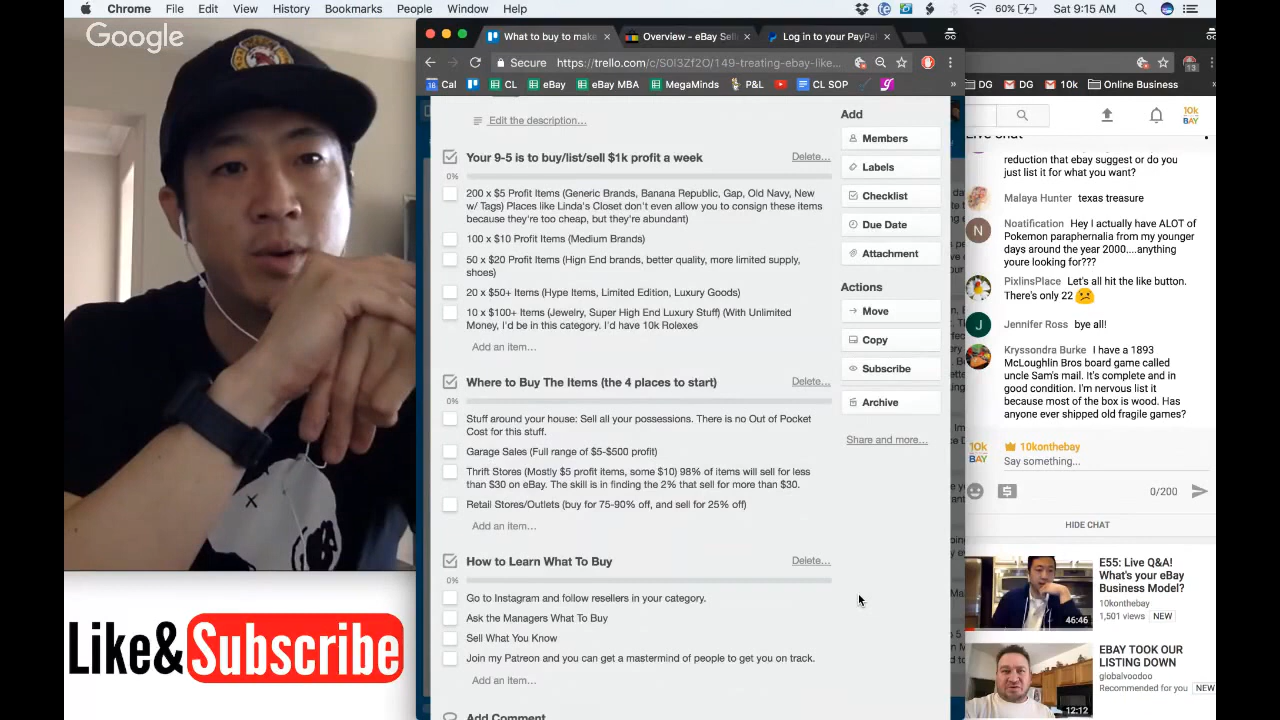 Chrome File Edit View History Bookmarks People Window Help
60% Sat 9:15 AM
Google
What to buy to make
Overview - eBay Sell
Log in to your PayPa
Secure https://trello.com/c/S0l3Zf2O/149-treating-ebay-like...
Cal CL eBay eBay MBA MegaMinds P&L CL SOP »
DG DG 10k Online Business
Edit the description…
Your 9-5 is to buy/list/sell $1k profit a week
Delete…
0%
200 x $5 Profit Items (Generic Brands, Banana Republic, Gap, Old Navy, New
w/ Tags) Places like Linda's Closet don't even allow you to consign these items
because they're too cheap, but they're abundant)
100 x $10 Profit Items (Medium Brands)
50 x $20 Profit Items (Hign End brands, better quality, more limited supply,
shoes)
20 x $50+ Items (Hype Items, Limited Edition, Luxury Goods)
10 x $100+ Items (Jewelry, Super High End Luxury Stuff) (With Unlimited
Money, I'd be in this category. I'd have 10k Rolexes
Add an item…
Where to Buy The Items (the 4 places to start)
Delete…
0%
Stuff around your house: Sell all your possessions. There is no Out of Pocket
Cost for this stuff.
Garage Sales (Full range of $5-$500 profit)
Thrift Stores (Mostly $5 profit items, some $10) 98% of items will sell for less
than $30 on eBay. The skill is in finding the 2% that sell for more than $30.
Retail Stores/Outlets (buy for 75-90% off, and sell for 25% off)
Add an item…
How to Learn What To Buy
Delete…
0%
Go to Instagram and follow resellers in your category.
Ask the Managers What To Buy
Sell What You Know
Join my Patreon and you can get a mastermind of people to get you on track.
Add an item…
Add Comment
Add
Members
Labels
Checklist
Due Date
Attachment
Actions
Move
Copy
Subscribe
Archive
Share and more…
13
10k
BAY
Live chat
reduction that ebay suggest or do you
just list it for what you want?
Malaya Hunter texas treasure
N Noatification Hey I actually have ALOT of
Pokemon paraphernalia from my younger
days around the year 2000....anything
youre looking for???
PixlinsPlace Let's all hit the like button.
There's only 22
J Jennifer Ross bye all!
Kryssondra Burke I have a 1893
McLoughlin Bros board game called
uncle Sam's mail. It's complete and in
good condition. I'm nervous list it
because most of the box is wood. Has
anyone ever shipped old fragile games?
10k
BAY
10konthebay
Say something...
0/200
HIDE CHAT
E55: Live Q&A!
What's your eBay
Business Model?
10konthebay
1,501 views NEW
46:46
EBAY TOOK OUR
LISTING DOWN
globalvoodoo
Recommended for you NEW
12:12
Like&Subscribe